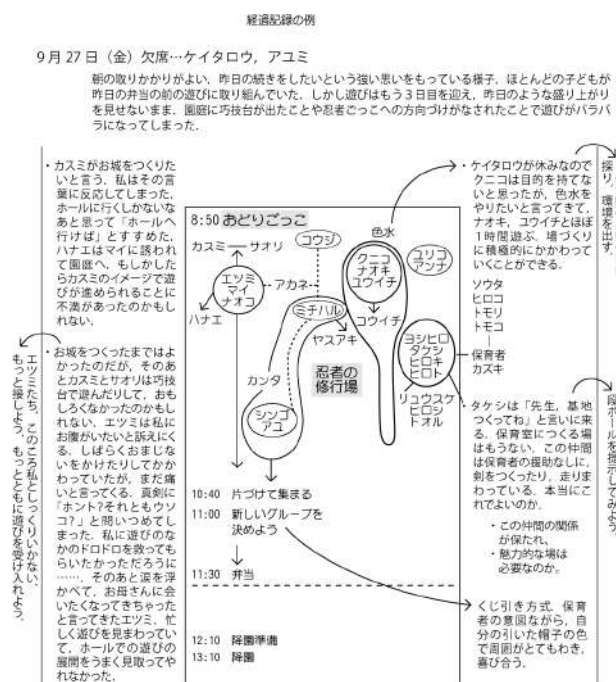 経過記録の例
9月27日（金）欠席…ケイタロウ，アユミ
朝の取りかかりがよい．昨日の続きをしたいという強い思いをもっている様子．ほとんどの子どもが
昨日の弁当の前の遊びに取り組んでいた．しかし遊びはもう3日目を迎え，昨日のような盛り上がり
を見せないまま，園庭に巧技台が出たことや忍者ごっこへの方向づけがなされたことで遊びがバラバ
ラになってしまった．
・カスミがお城をつくりた
いと言う．私はその言
葉に反応してしまった．
ホールに行くしかないな
あと思って「ホールへ
行けば」とすすめた．
ハナエはマイに誘われ
て園庭へ．もしかした
らカスミのイメージで遊
びが進められることに
不満があったのかもし
れない．
・お城をつくったまではよ
かったのだが，そのあ
とカスミとサオリは巧技
台で遊んだりして，おも
しろくなかったのかもし
れない．エツミは私に
お腹がいたいと訴えにく
る．しばらくおまじな
いをかけたりしてかか
わっていたが，まだ痛
いと言ってくる．真剣に
「ホント?それともウソ
コ?」と問いつめてし
まった．私に遊びのな
かのドロドロを救っても
らいたかっただろうに
……．そのあと涙を浮
かべて，お母さんに会
いたくなってきちゃった
と言ってきたエツミ．忙
しく遊びを見まわってい
て，ホールでの遊びの
展開をうまく見取ってや
れなかった．
エツミたち，このごろ私としっくりいかない．
もっと接しよう．もっとともに遊びを受け入れよう．
8:50 おどりごっこ
カスミ
サオリ
コウジ
色水
エツミ
マイ
ナオコ
アカネ
クニコ
ナオキ
ユウイチ
ユリコ
アンナ
ハナエ
ミチハル
コウイチ
ヤスアキ
カンタ
忍者の
修行場
ヨシヒロ
タケシ
ヒロキ
ヒロト
シンゴ
アユ
リュウスケ
ヒロシ
トオル
10:40 片づけて集まる
11:00 新しいグループを
決めよう
11:30 弁当
12:10 降園準備
13:10 降園
・ケイタロウが休みなので
クニコは目的を持てな
いと思ったが，色水を
やりたいと言ってきて，
ナオキ，ユウイチとほぼ
1時間遊ぶ．場づくり
に積極的にかかわって
いくことができる．
ソウタ
ヒロコ
トモリ
トモコ
保育者
カズキ
・タケシは「先生，基地
つくってね」と言いに来
る．保育室につくる場
はもうない．この仲間
は保育者の援助なしに，
剣をつくったり，走りま
わっている．本当にこ
れでよいのか．
・この仲間の関係
が保たれ，
・魅力的な場は
必要なのか．
くじ引き方式．保育
者の意図ながら，自
分の引いた帽子の色
で周囲がとてもわき，
喜び合う．
探り，環境を出す．
段ボールを提示してみよう．